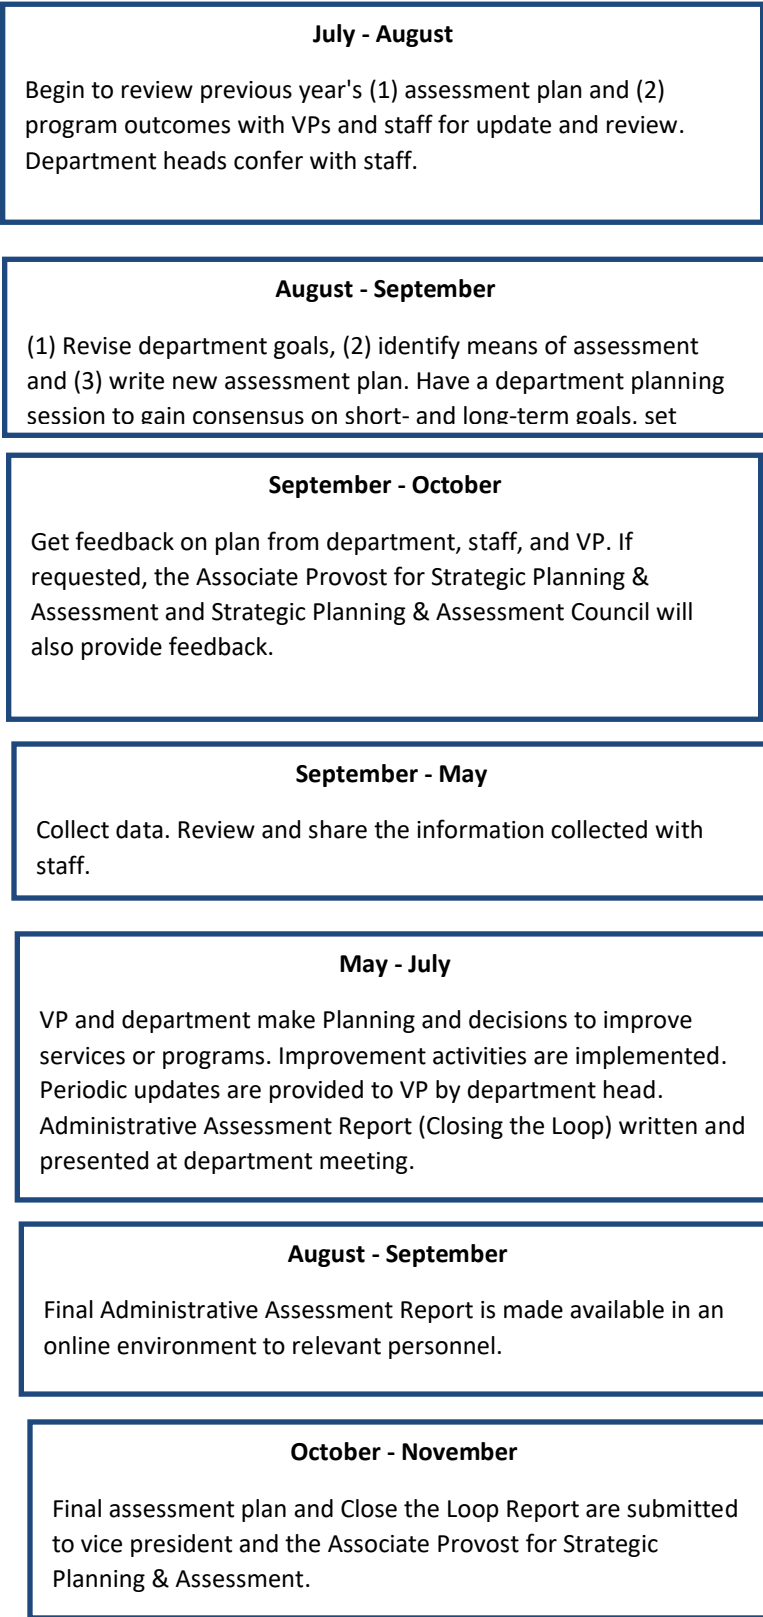 July - August
Begin to review previous year's (1) assessment plan and (2)
program outcomes with VPs and staff for update and review.
Department heads confer with staff.
August - September
(1) Revise department goals, (2) identify means of assessment
and (3) write new assessment plan. Have a department planning
session to gain consensus on short- and long-term goals, set
September - October
Get feedback on plan from department, staff, and VP. If
requested, the Associate Provost for Strategic Planning &
Assessment and Strategic Planning & Assessment Council will
also provide feedback.
September - May
Collect data. Review and share the information collected with
staff.
May - July
VP and department make Planning and decisions to improve
services or programs. Improvement activities are implemented.
Periodic updates are provided to VP by department head.
Administrative Assessment Report (Closing the Loop) written and
presented at department meeting.
August - September
Final Administrative Assessment Report is made available in an
online environment to relevant personnel.
October - November
Final assessment plan and Close the Loop Report are submitted
to vice president and the Associate Provost for Strategic
Planning & Assessment.